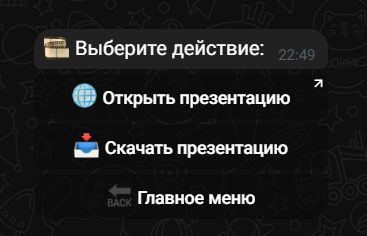 Выберите действие: 22:49
Открыть презентацию
Скачать презентацию
BACK Главное меню